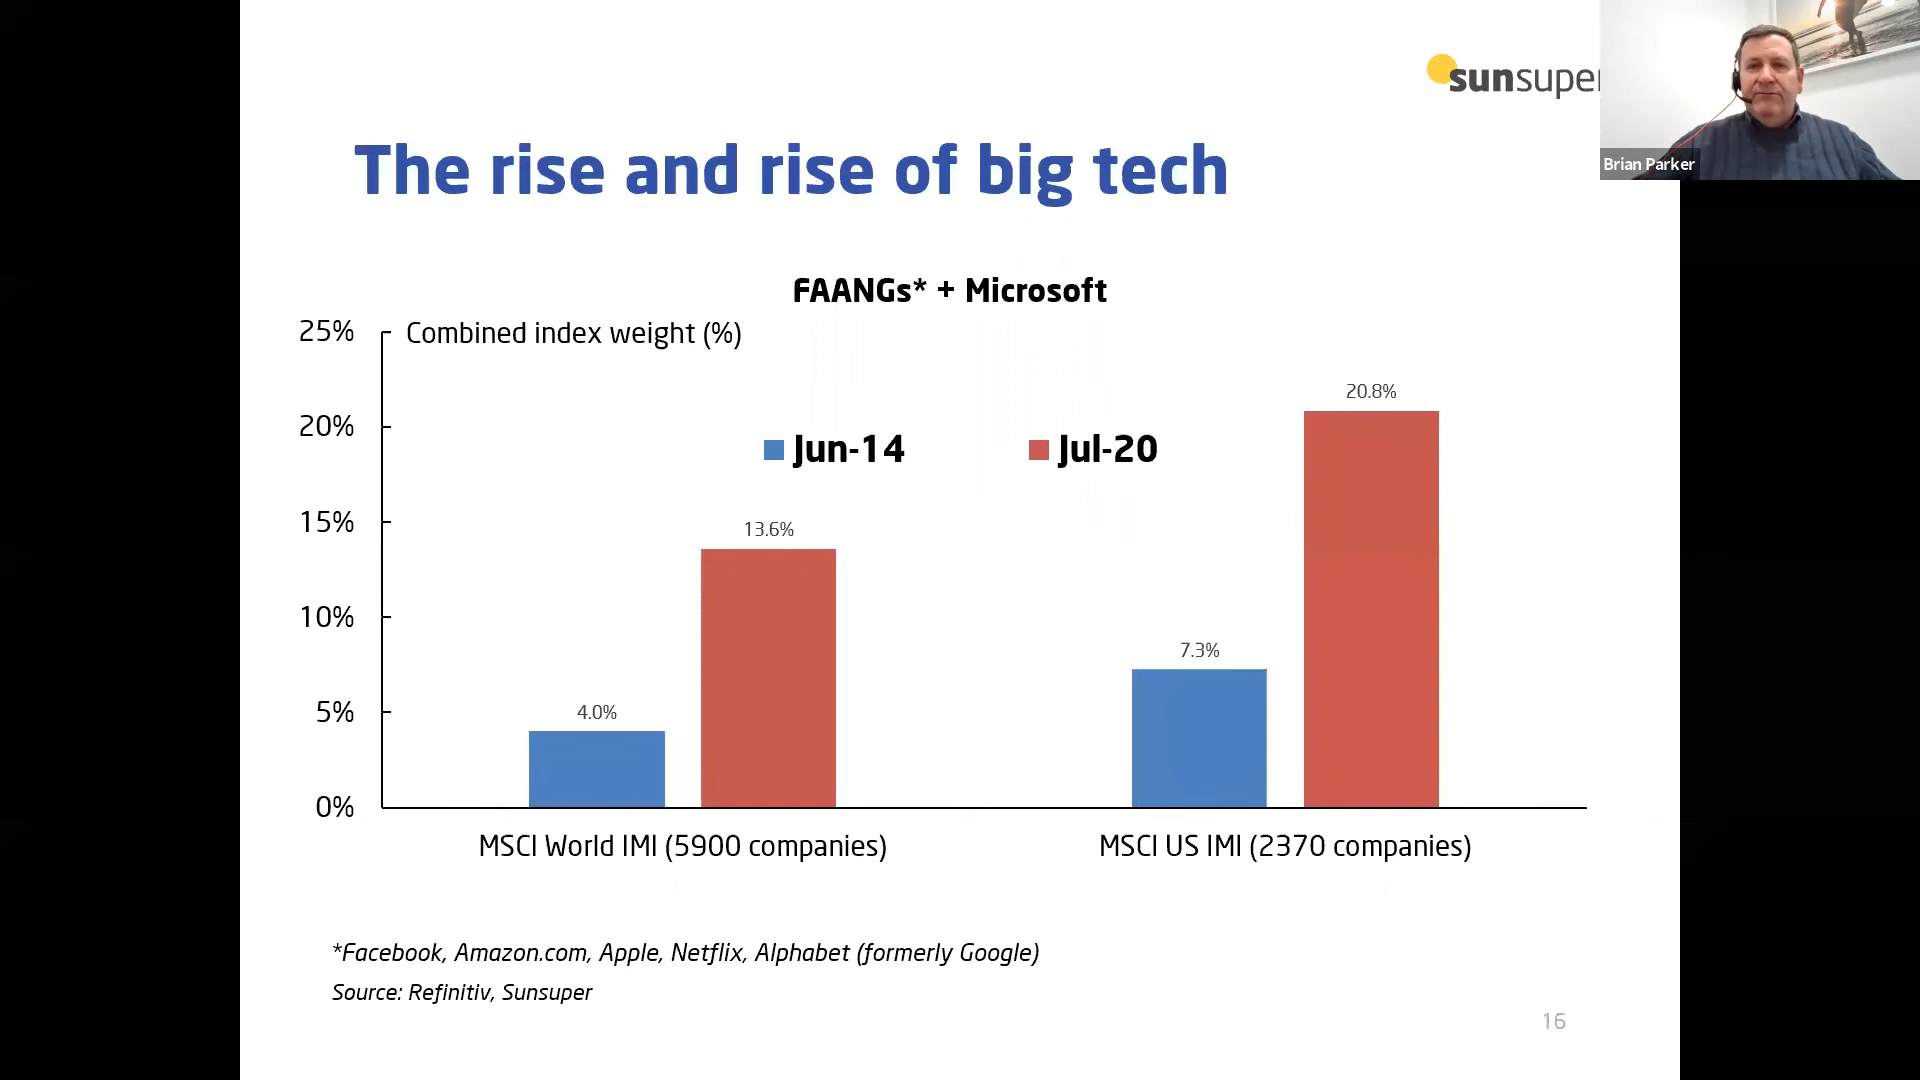 sunsuper
Brian Parker
The rise and rise of big tech
FAANGs* + Microsoft
Combined index weight (%)
25%
20%
15%
10%
5%
0%
Jun-14
Jul-20
4.0%
13.6%
7.3%
20.8%
MSCI World IMI (5900 companies)
MSCI US IMI (2370 companies)
*Facebook, Amazon.com, Apple, Netflix, Alphabet (formerly Google)
Source: Refinitiv, Sunsuper
16